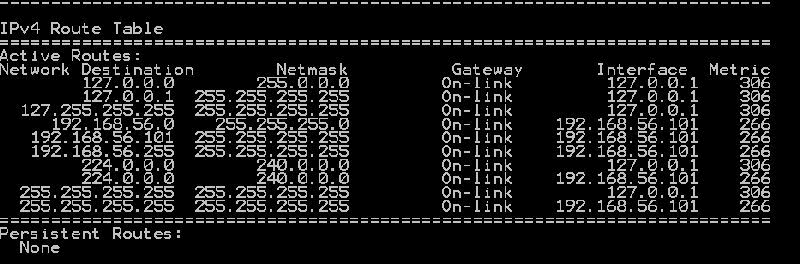 ===========================================================================
IPv4 Route Table
===========================================================================
Active Routes:
Network Destination        Netmask          Gateway       Interface  Metric
127.0.0.0        255.0.0.0         On-link         127.0.0.1    306
127.0.0.1  255.255.255.255         On-link         127.0.0.1    306
127.255.255.255  255.255.255.255         On-link         127.0.0.1    306
192.168.56.0    255.255.255.0         On-link    192.168.56.101    266
192.168.56.101  255.255.255.255         On-link    192.168.56.101    266
192.168.56.255  255.255.255.255         On-link    192.168.56.101    266
224.0.0.0        240.0.0.0         On-link         127.0.0.1    306
224.0.0.0        240.0.0.0         On-link    192.168.56.101    266
255.255.255.255  255.255.255.255         On-link         127.0.0.1    306
255.255.255.255  255.255.255.255         On-link    192.168.56.101    266
===========================================================================
Persistent Routes:
None